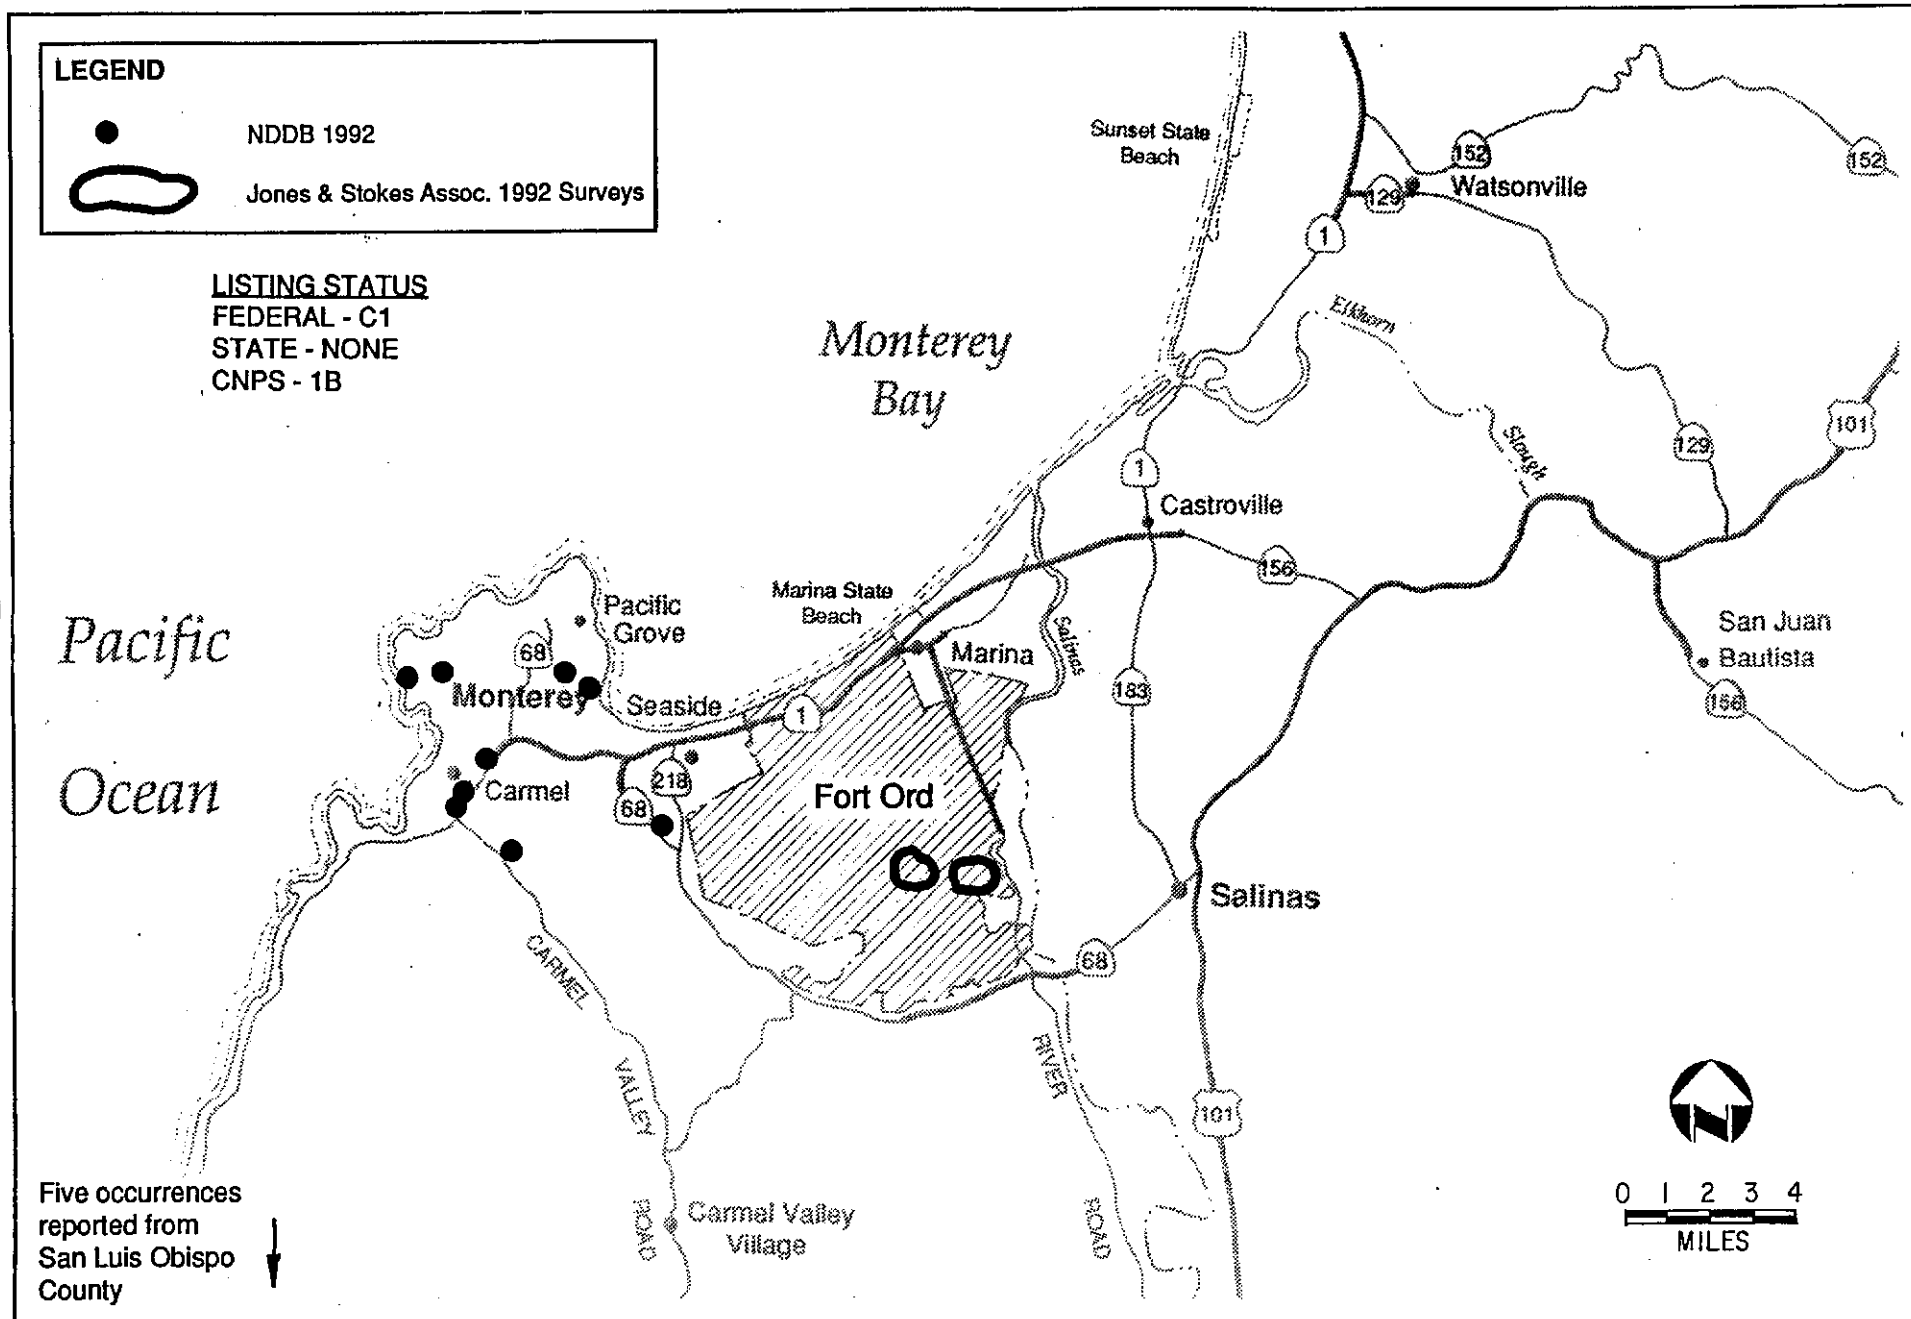 LEGEND
NDDB 1992
Jones & Stokes Assoc. 1992 Surveys
LISTING STATUS
FEDERAL - C1
STATE - NONE
CNPS - 1B
Monterey
Bay
Pacific
Ocean
Sunset State
Beach
152
152
129
Watsonville
1
Elkhorn
Slough
129
101
1
Castroville
156
Marina State
Beach
Salinas
Marina
San Juan
Bautista
156
Pacific
Grove
68
Monterey
Seaside
1
183
Carmel
218
68
Fort Ord
Salinas
68
CARMEL
VALLEY
ROAD
RIVER
ROAD
101
Carmel Valley
Village
Five occurrences
reported from
San Luis Obispo
County
N
0 1 2 3 4
MILES